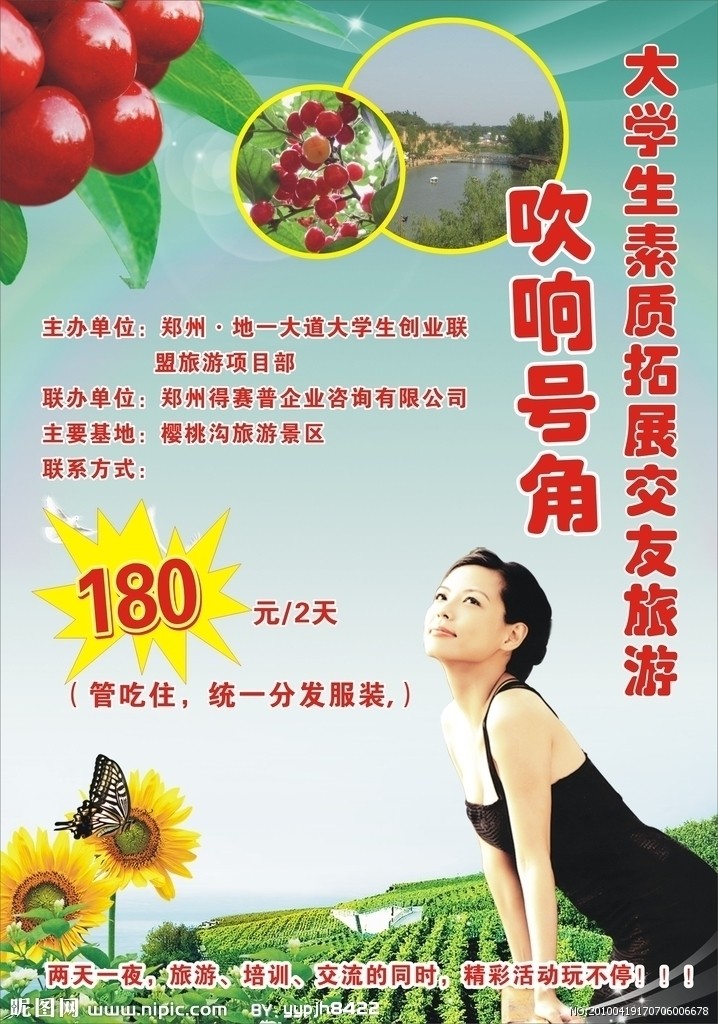 大学生素质拓展交友旅游
吹响号角
主办单位：郑州·地一大道大学生创业联
盟旅游项目部
联办单位：郑州得赛普企业咨询有限公司
主要基地：樱桃沟旅游景区
联系方式：
180 元/2天
（管吃住，统一分发服装，）
两天一夜，旅游、培训、交流的同时，精彩活动玩不停！！！
昵图网 www.nipic.com BY: yypjh8422
NO:20100419170706006678